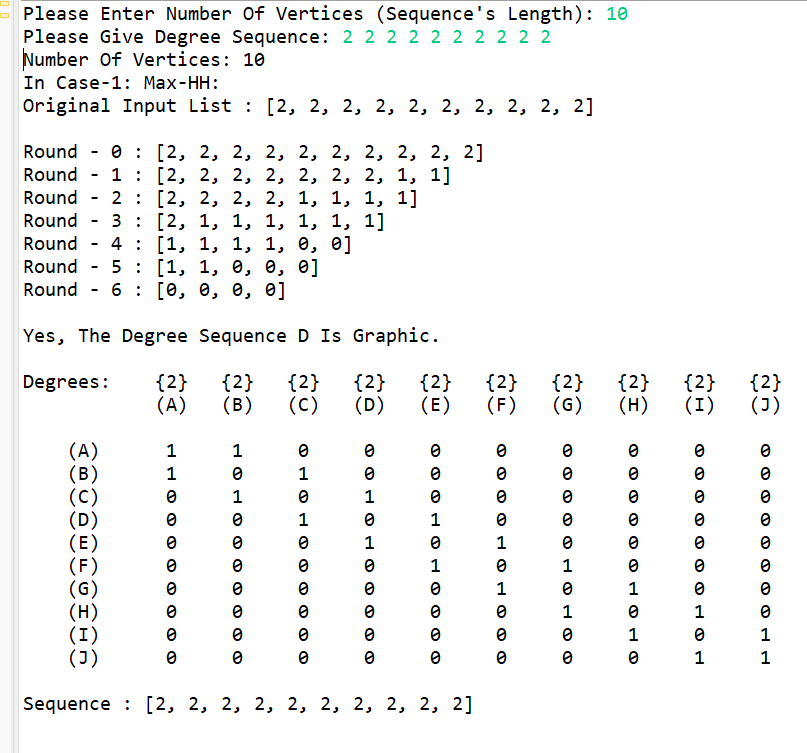 Please Enter Number Of Vertices (Sequence's Length): 10
Please Give Degree Sequence: 2 2 2 2 2 2 2 2 2 2
Number Of Vertices: 10
In Case-1: Max-HH:
Original Input List : [2, 2, 2, 2, 2, 2, 2, 2, 2, 2]
Round - 0 : [2, 2, 2, 2, 2, 2, 2, 2, 2, 2]
Round - 1 : [2, 2, 2, 2, 2, 2, 2, 1, 1]
Round - 2 : [2, 2, 2, 2, 1, 1, 1, 1]
Round - 3 : [2, 1, 1, 1, 1, 1, 1]
Round - 4 : [1, 1, 1, 1, 0, 0]
Round - 5 : [1, 1, 0, 0, 0]
Round - 6 : [0, 0, 0, 0]
Yes, The Degree Sequence D Is Graphic.
Degrees: {2} {2} {2} {2} {2} {2} {2} {2} {2} {2}
(A) (B) (C) (D) (E) (F) (G) (H) (I) (J)
(A) 1 1 0 0 0 0 0 0 0 0
(B) 1 0 1 0 0 0 0 0 0 0
(C) 0 1 0 1 0 0 0 0 0 0
(D) 0 0 1 0 1 0 0 0 0 0
(E) 0 0 0 1 0 1 0 0 0 0
(F) 0 0 0 0 1 0 1 0 0 0
(G) 0 0 0 0 0 1 0 1 0 0
(H) 0 0 0 0 0 0 1 0 1 0
(I) 0 0 0 0 0 0 0 1 0 1
(J) 0 0 0 0 0 0 0 0 1 1
Sequence : [2, 2, 2, 2, 2, 2, 2, 2, 2, 2]